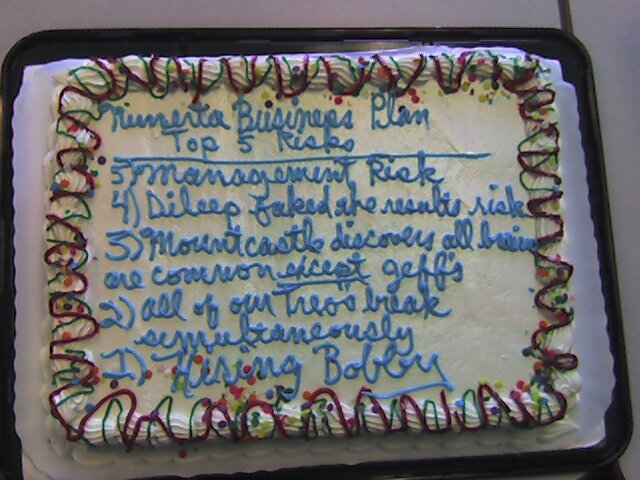 Numenta Business Plan
Top 5 Risks
5) Management Risk
4) Dileep faked the results risk
3) Mountcastle discovers all brains
are common except Jeff's
2) All of our Treo's break
simultaneously
1) Hiring Bobby